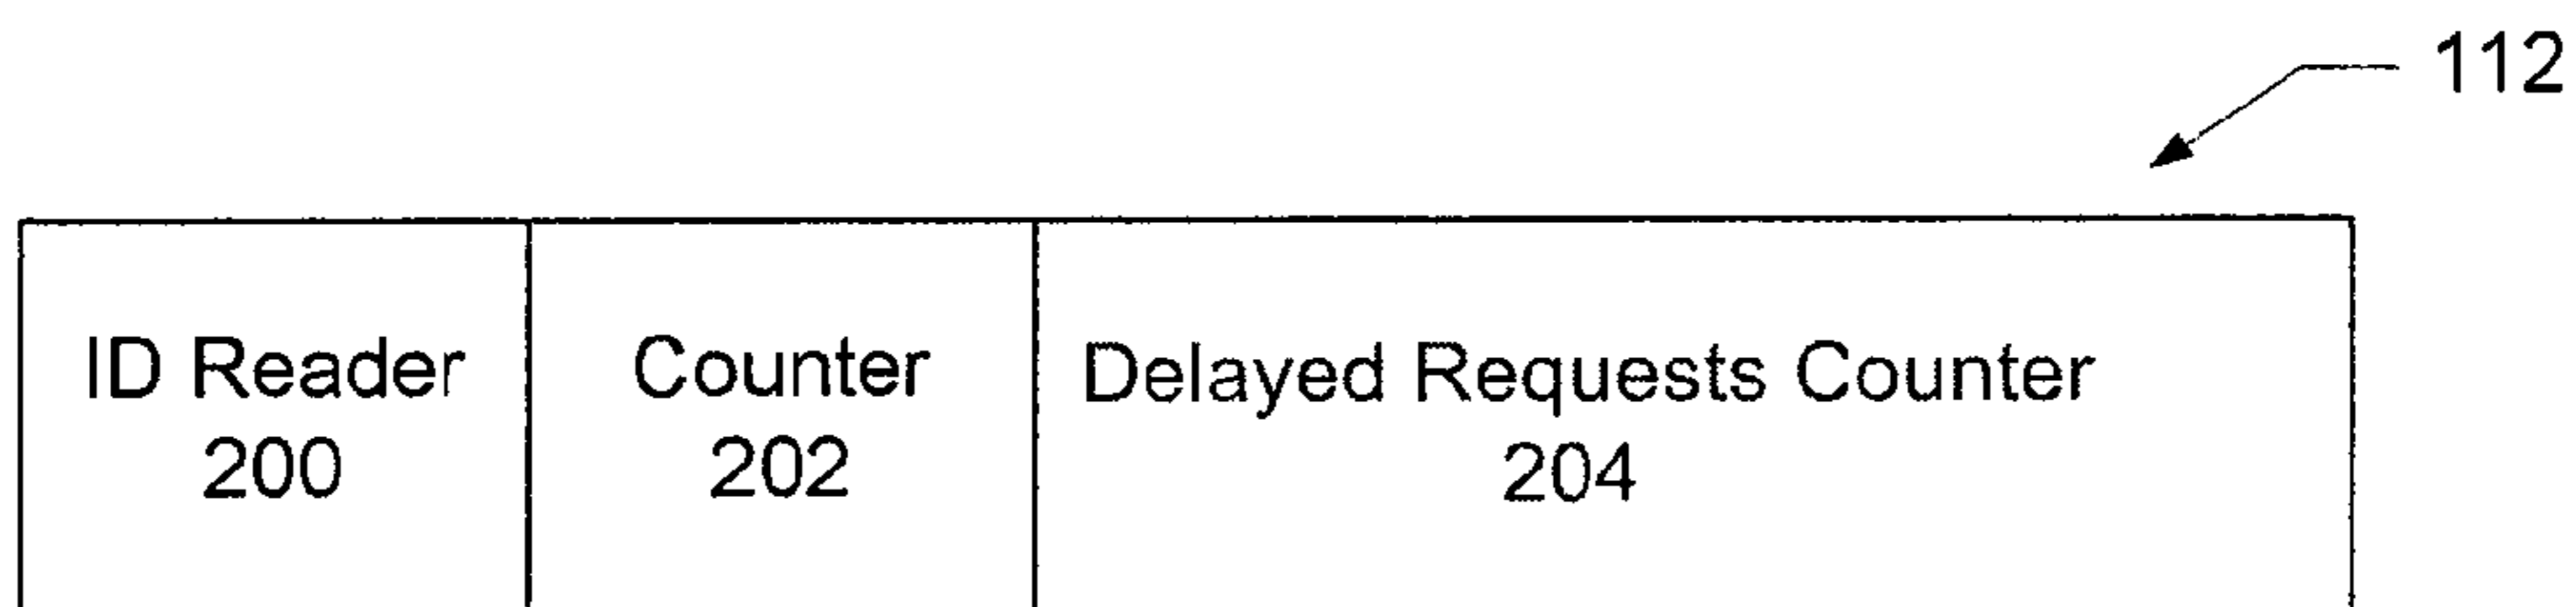 112
ID Reader
200
Counter
202
Delayed Requests Counter
204